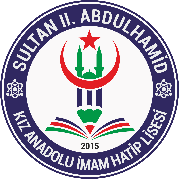 SULTAN II. ABDULHAMİD
2015
KIZ ANADOLU İMAM HATİP LİSESİ